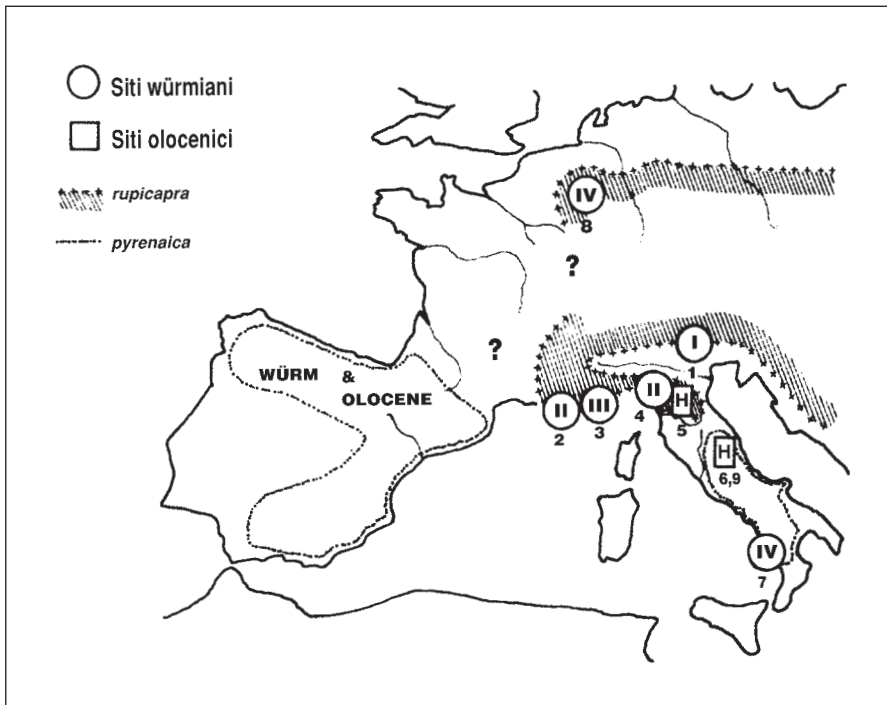 Siti würmiani
Siti olocenici
rupicapra
pyrenaica
IV
8
?
?
WÜRM & OLOCENE
I
1
II
2
III
3
II
4
H
5
H
6,9
IV
7